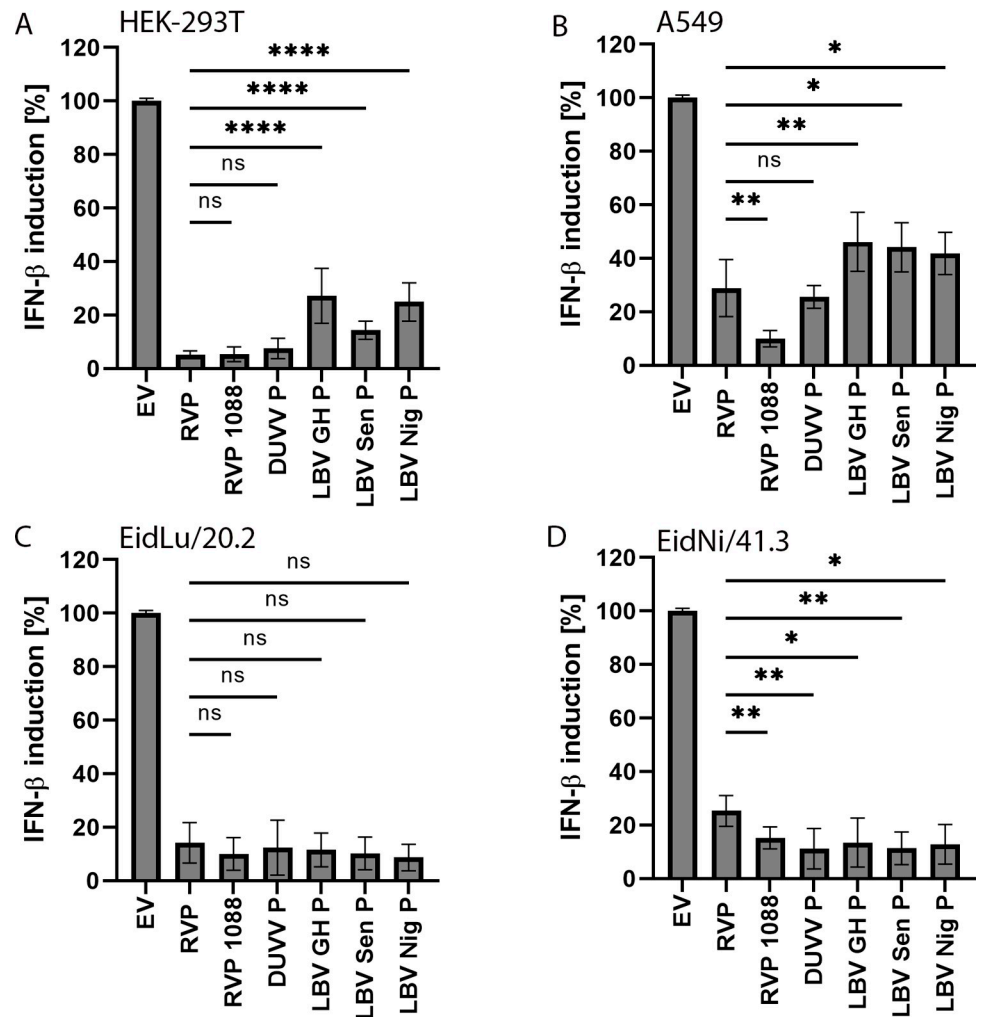 A HEK-293T
IFN-β induction [%]
120
100
80
60
40
20
0
✱✱✱✱
✱✱✱✱
✱✱✱✱
ns
ns
EV
RVP
RVP 1088
DUVV P
LBV GH P
LBV Sen P
LBV Nig P
B A549
IFN-β induction [%]
120
100
80
60
40
20
0
✱
✱
✱✱
ns
✱✱
EV
RVP
RVP 1088
DUVV P
LBV GH P
LBV Sen P
LBV Nig P
C EidLu/20.2
IFN-β induction [%]
120
100
80
60
40
20
0
ns
ns
ns
ns
ns
EV
RVP
RVP 1088
DUVV P
LBV GH P
LBV Sen P
LBV Nig P
D EidNi/41.3
IFN-β induction [%]
120
100
80
60
40
20
0
✱
✱✱
✱
✱✱
✱✱
EV
RVP
RVP 1088
DUVV P
LBV GH P
LBV Sen P
LBV Nig P